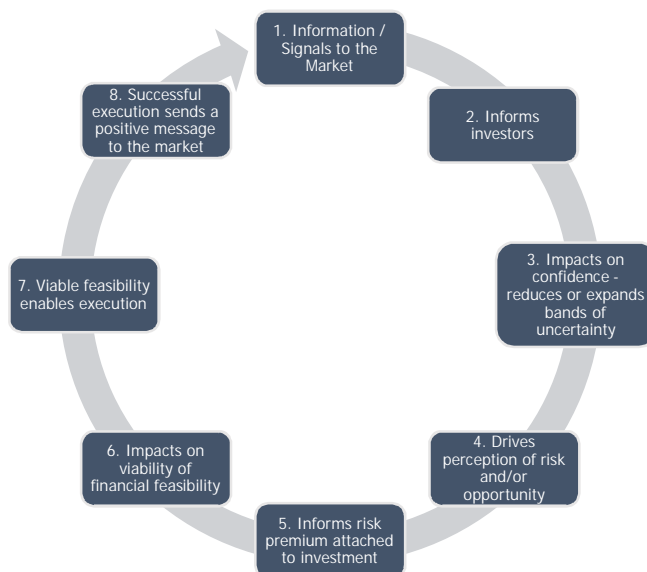 1. Information /
Signals to the
Market
2. Informs
investors
3. Impacts on
confidence -
reduces or expands
bands of
uncertainty
4. Drives
perception of risk
and/or
opportunity
5. Informs risk
premium attached
to investment
6. Impacts on
viability of
financial feasibility
7. Viable feasibility
enables execution
8. Successful
execution sends a
positive message
to the market